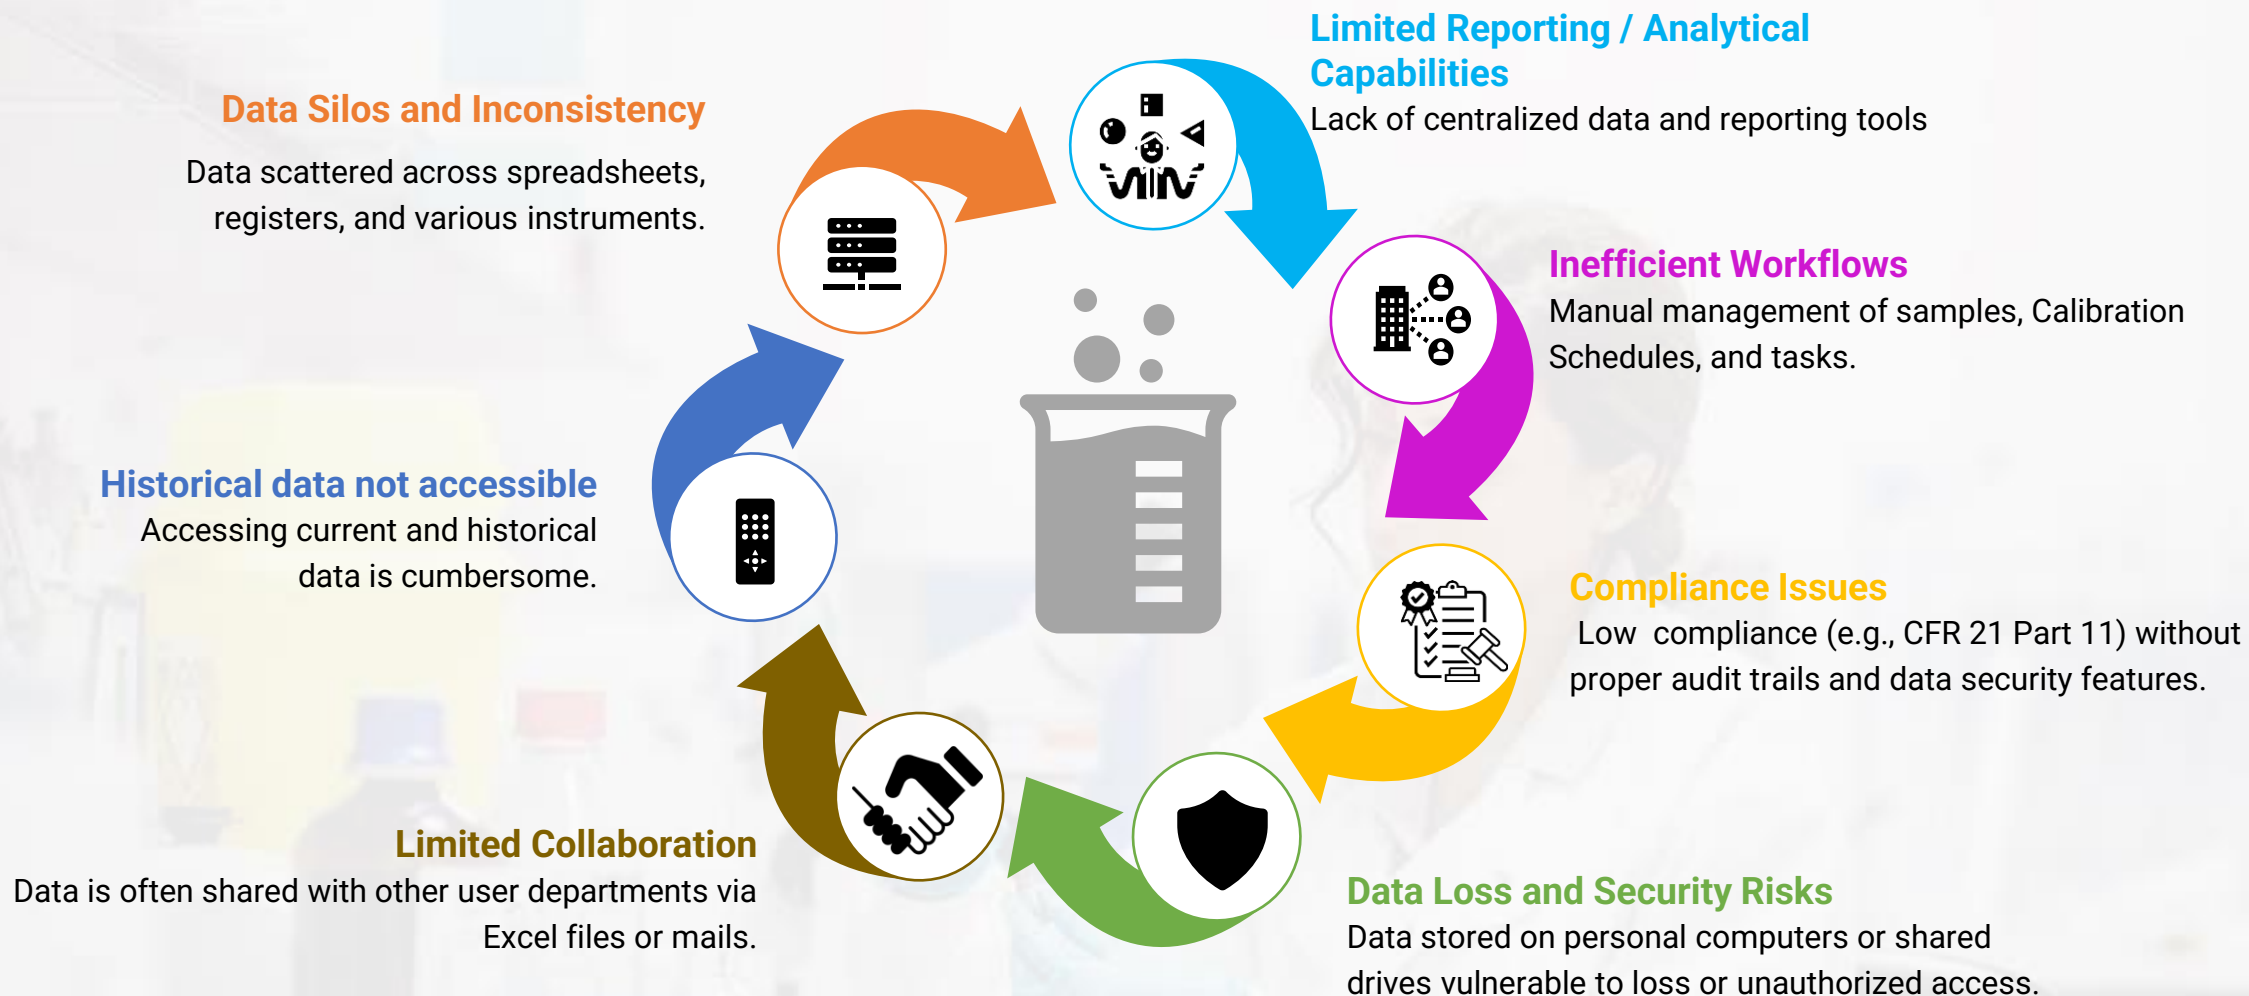 Limited Reporting / Analytical
Capabilities
Lack of centralized data and reporting tools
Data Silos and Inconsistency
Data scattered across spreadsheets,
registers, and various instruments.
Inefficient Workflows
Manual management of samples, Calibration
Schedules, and tasks.
Historical data not accessible
Accessing current and historical
data is cumbersome.
Compliance Issues
Low  compliance (e.g., CFR 21 Part 11) without
proper audit trails and data security features.
Limited Collaboration
Data is often shared with other user departments via
Excel files or mails.
Data Loss and Security Risks
Data stored on personal computers or shared
drives vulnerable to loss or unauthorized access.